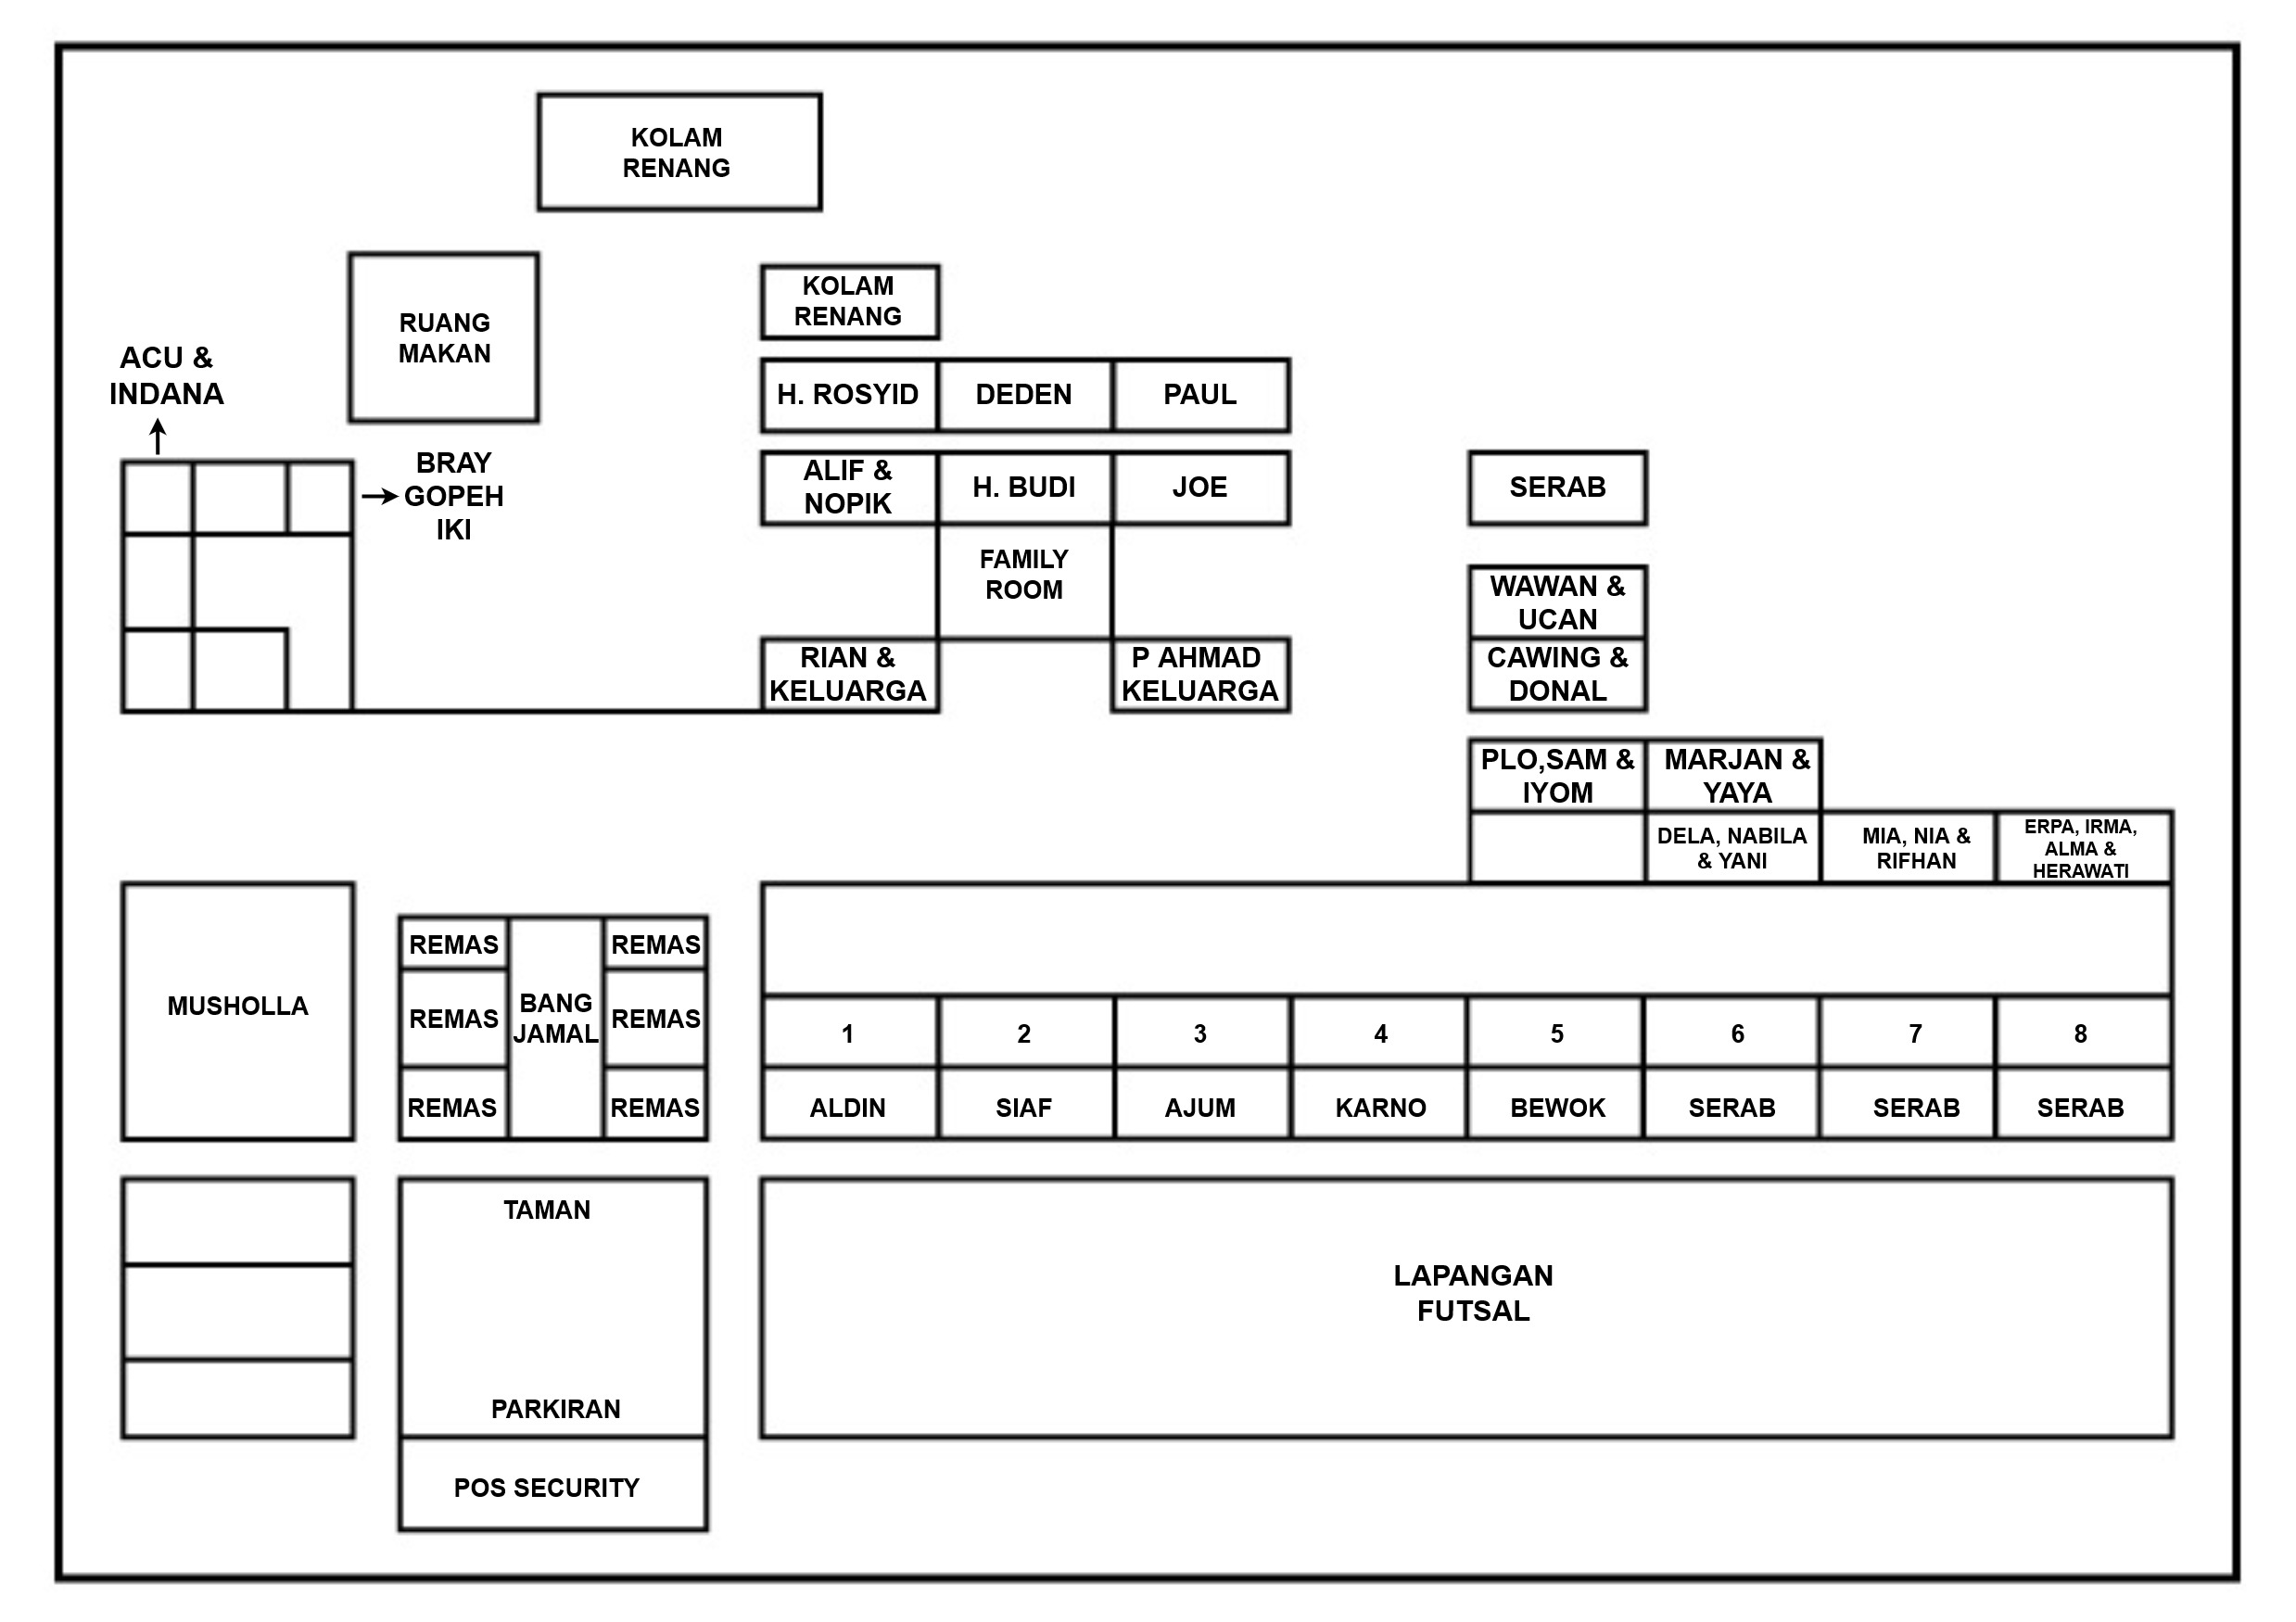 KOLAM
RENANG
RUANG
MAKAN
KOLAM
RENANG
ACU &
INDANA
H. ROSYID
DEDEN
PAUL
BRAY
GOPEH
IKI
ALIF &
NOPIK
H. BUDI
JOE
SERAB
FAMILY
ROOM
WAWAN &
UCAN
RIAN &
KELUARGA
P AHMAD
KELUARGA
CAWING &
DONAL
PLO,SAM &
IYOM
MARJAN &
YAYA
DELA, NABILA
& YANI
MIA, NIA &
RIFHAN
ERPA, IRMA,
ALMA &
HERAWATI
MUSHOLLA
REMAS
REMAS
REMAS
BANG
JAMAL
REMAS
REMAS
REMAS
1
2
3
4
5
6
7
8
ALDIN
SIAF
AJUM
KARNO
BEWOK
SERAB
SERAB
SERAB
TAMAN
PARKIRAN
POS SECURITY
LAPANGAN
FUTSAL